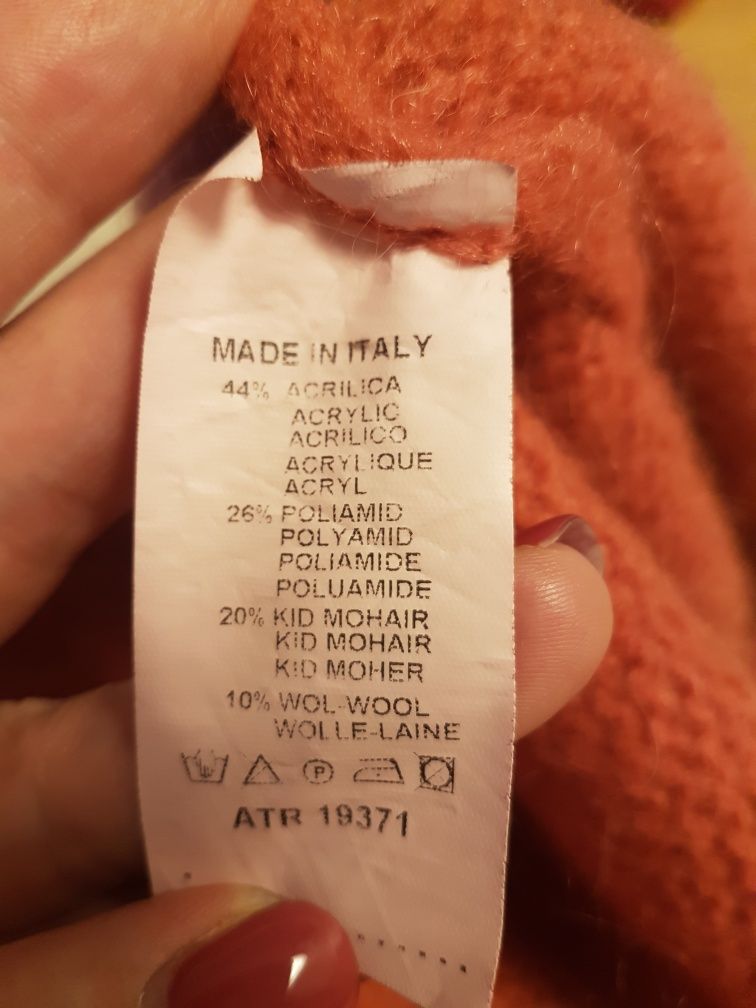 MADE IN ITALY
44% ACRILICA
ACRYLIC
ACRILICO
ACRYLIQUE
ACRYL
26% POLIAMID
POLYAMID
POLIAMIDE
POLUAMIDE
20% KID MOHAIR
KID MOHAIR
KID MOHER
10% WOL-WOOL
WOLLE-LAINE
P
ATR 19371